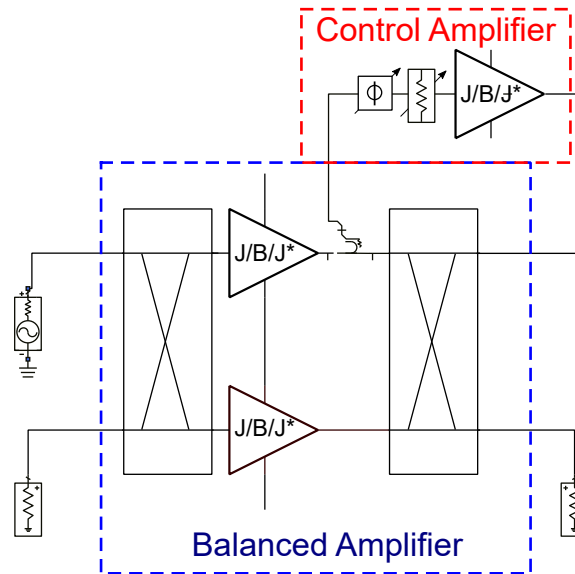 Control Amplifier
Φ
J/B/J*
J/B/J*
J/B/J*
Balanced Amplifier